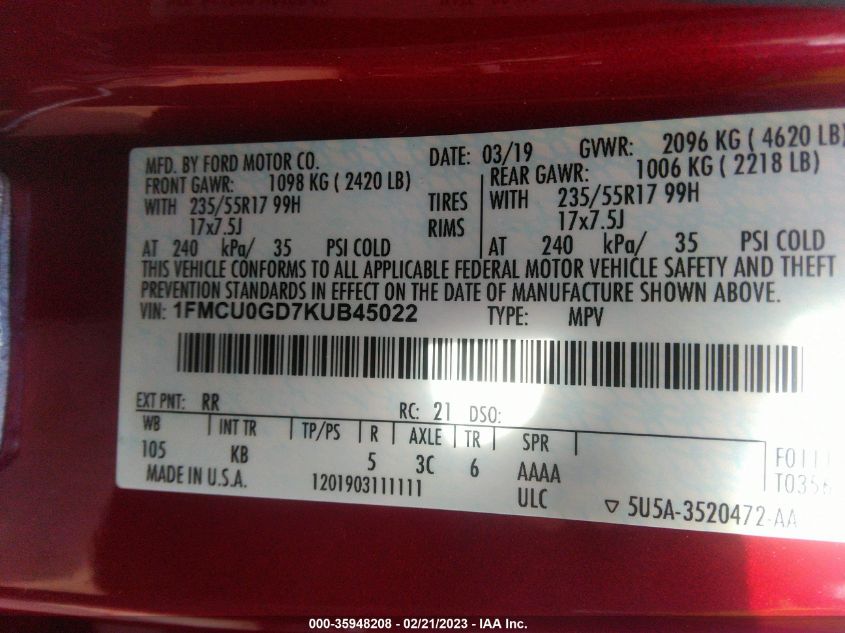 MFD. BY FORD MOTOR CO. DATE: 03/19 GVWR: 2096 KG ( 4620 LB)
FRONT GAWR: 1098 KG ( 2420 LB) REAR GAWR: 1006 KG ( 2218 LB)
WITH 235/55R17 99H TIRES WITH 235/55R17 99H
17x7.5J RIMS 17x7.5J
AT 240 kPa/ 35 PSI COLD AT 240 kPa/ 35 PSI COLD
THIS VEHICLE CONFORMS TO ALL APPLICABLE FEDERAL MOTOR VEHICLE SAFETY AND THEFT
PREVENTION STANDARDS IN EFFECT ON THE DATE OF MANUFACTURE SHOWN ABOVE.
VIN: 1FMCU0GD7KUB45022 TYPE: MPV
EXT PNT: RR RC: 21 DSO:
WB INT TR TP/PS R AXLE TR SPR
105 KB 5 3C 6 AAAA
MADE IN U.S.A. 1201903111111 ULC
5U5A-3520472-AA
000-35948208 - 02/21/2023 - IAA Inc.